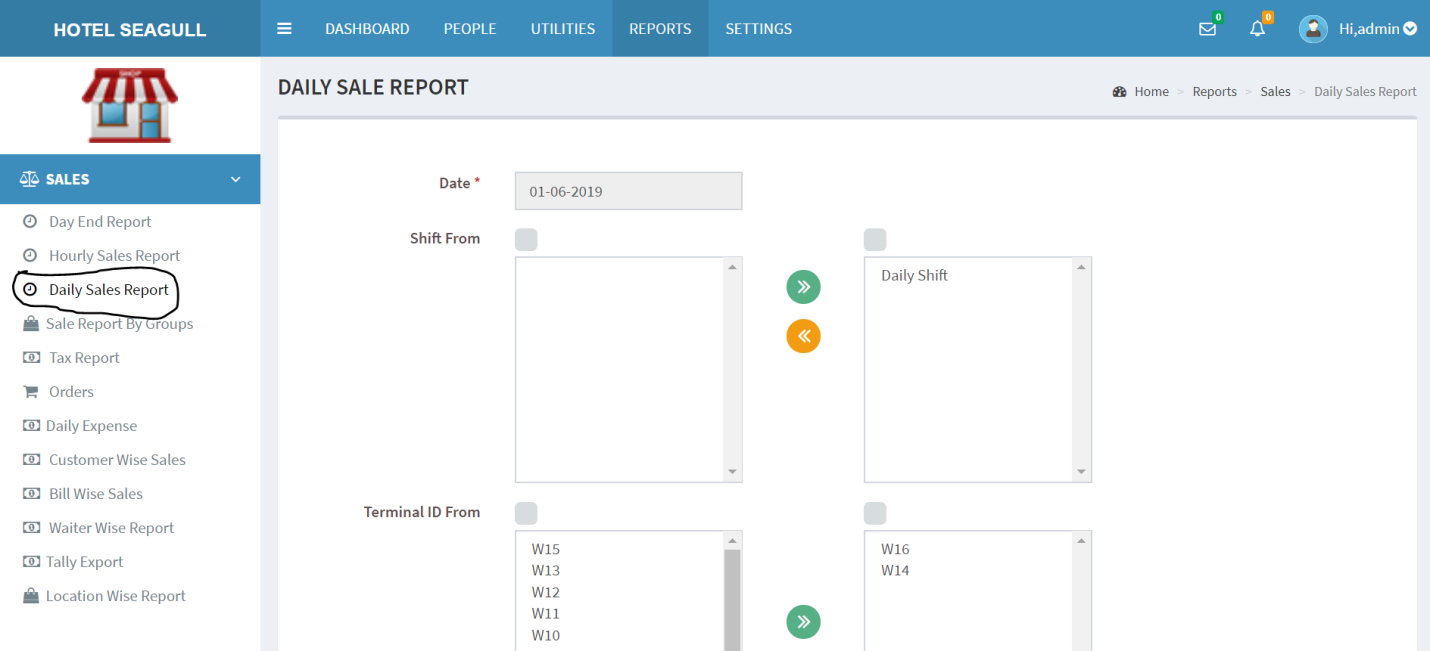 HOTEL SEAGULL
DASHBOARD
PEOPLE
UTILITIES
REPORTS
SETTINGS
0
0
Hi,admin
SHOP
SALES
Day End Report
Hourly Sales Report
Daily Sales Report
Sale Report By Groups
Tax Report
Orders
Daily Expense
Customer Wise Sales
Bill Wise Sales
Waiter Wise Report
Tally Export
Location Wise Report
DAILY SALE REPORT
Home > Reports > Sales > Daily Sales Report
Date *
01-06-2019
Shift From
Daily Shift
Terminal ID From
W15
W13
W12
W11
W10
W16
W14